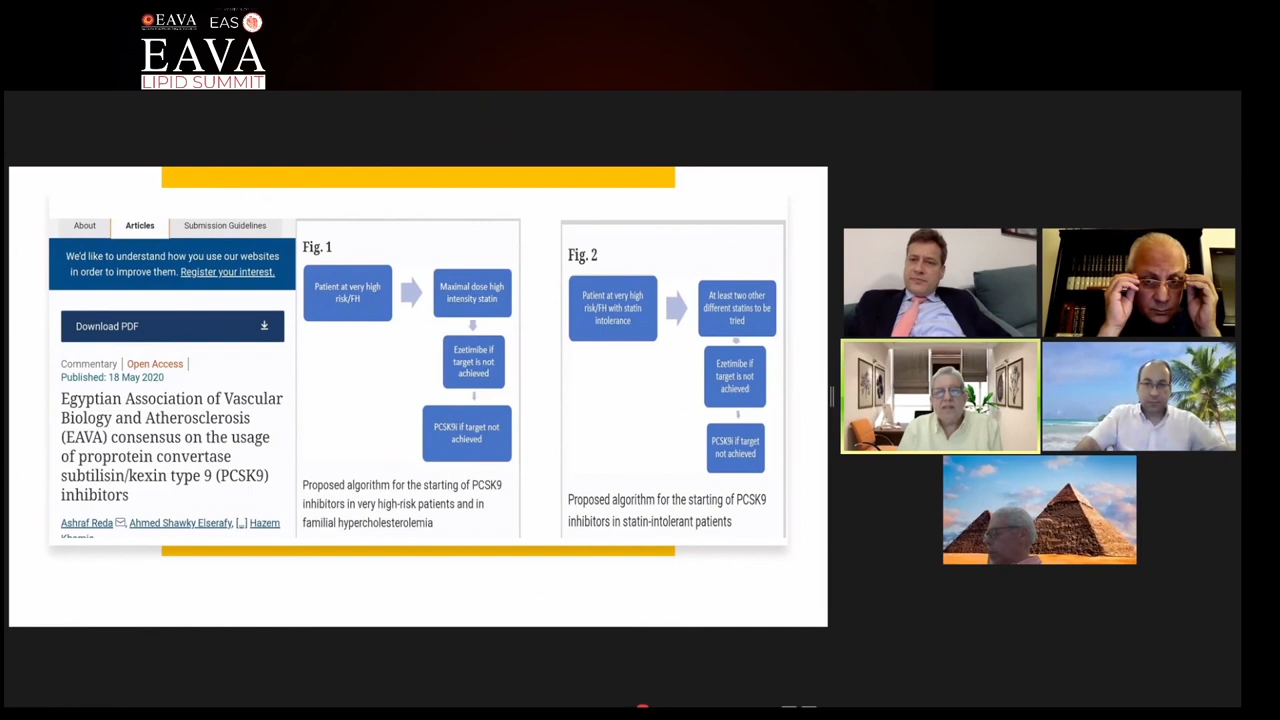 EAVA
EAS
EAVA
LIPID SUMMIT
About
Articles
Submission Guidelines
We'd like to understand how you use our websites
in order to improve them. Register your interest.
Download PDF
Commentary | Open Access |
Published: 18 May 2020
Egyptian Association of Vascular
Biology and Atherosclerosis
(EAVA) consensus on the usage
of proprotein convertase
subtilisin/kexin type 9 (PCSK9)
inhibitors
Ashraf Reda, Ahmed Shawky Elserafy, [...] Hazem
Fig. 1
Patient at very high
risk/FH
Maximal dose high
intensity statin
Ezetimibe if
target is not
achieved
PCSK9i if target not
achieved
Proposed algorithm for the starting of PCSK9
inhibitors in very high-risk patients and in
familial hypercholesterolemia
Fig. 2
Patient at very high
risk/FH with statin
intolerance
At least two other
different statins to be
tried
Ezetimibe if
target is not
achieved
PCSK9i if target
not achieved
Proposed algorithm for the starting of PCSK9
inhibitors in statin-intolerant patients